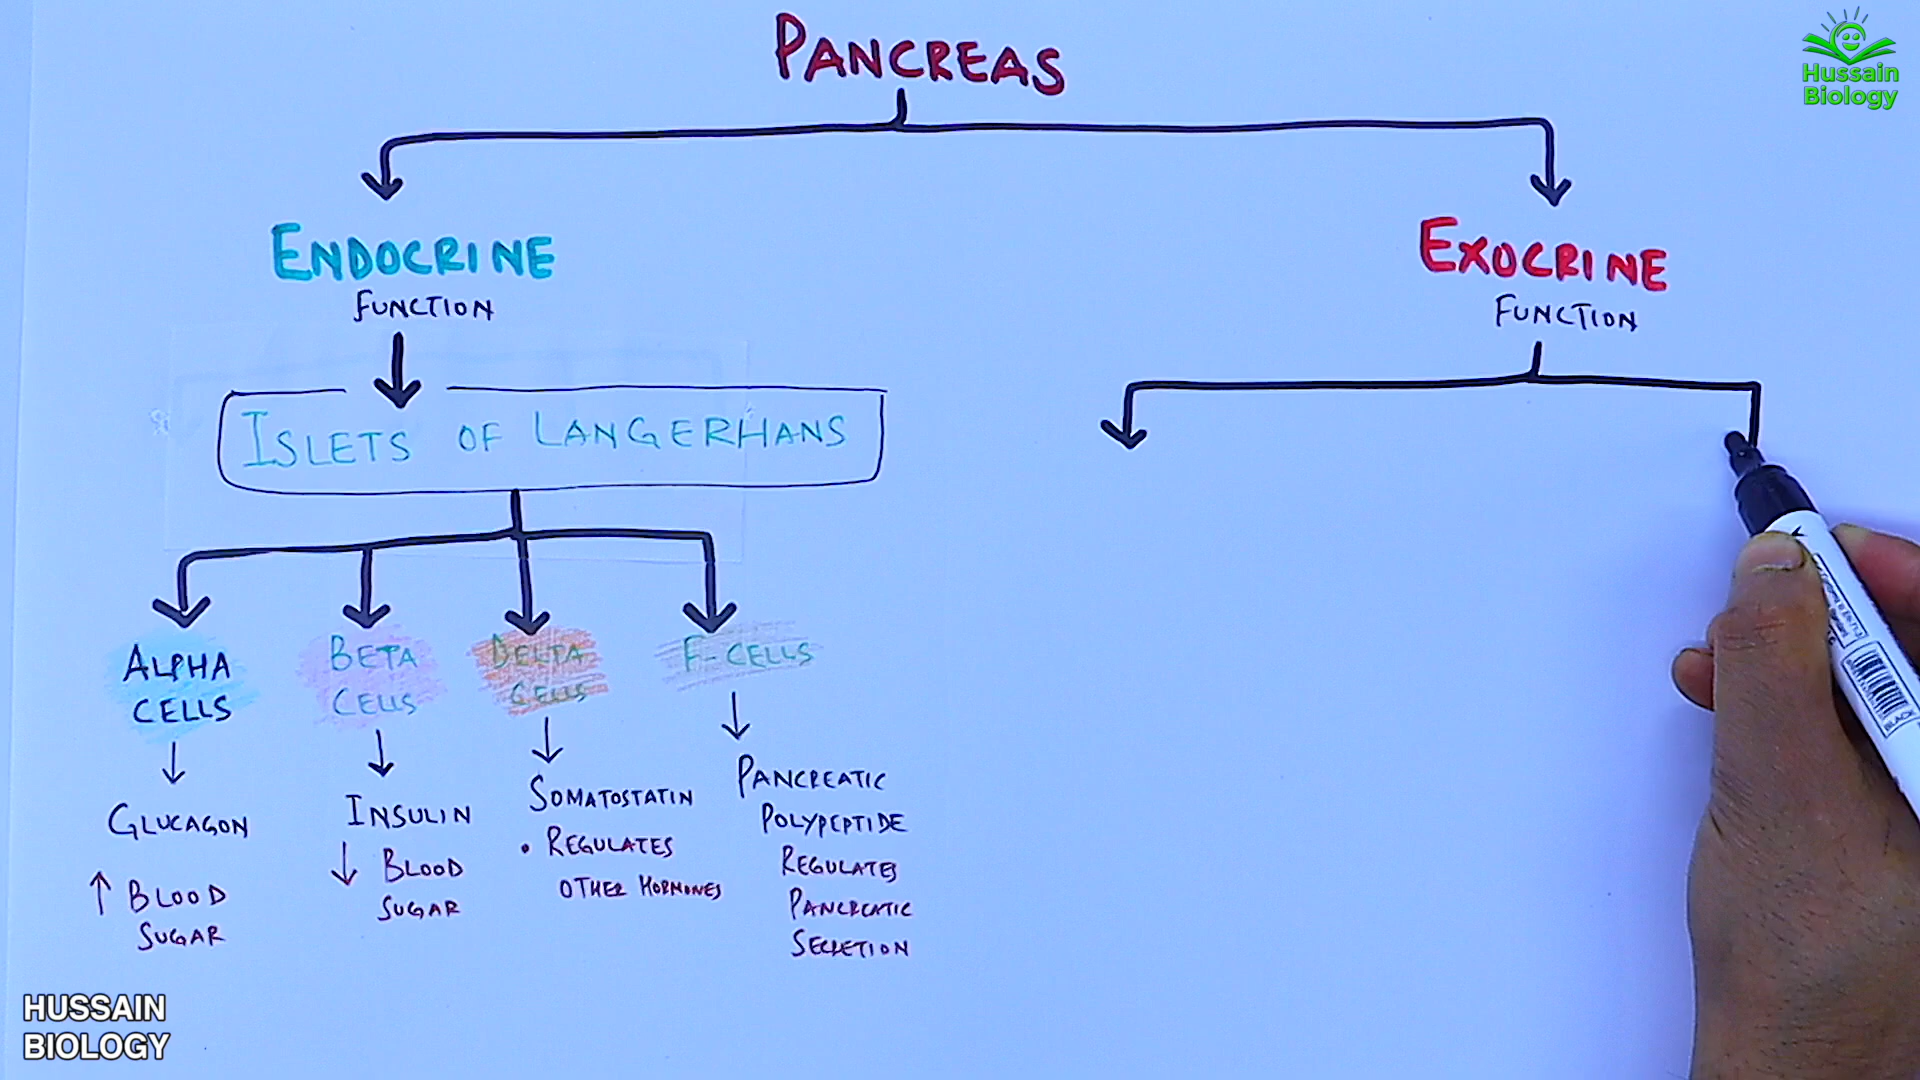 PANCREAS
Hussain
Biology
ENDOCRINE
FUNCTION
EXOCRINE
FUNCTION
ISLETS OF LANGERHANS
ALPHA
CELLS
BETA
CELLS
DELTA
CELLS
F-CELLS
GLUCAGON
↑ BLOOD
SUGAR
INSULIN
↓ BLOOD
SUGAR
SOMATOSTATIN
• REGULATES
OTHER HORMONES
PANCREATIC
POLYPEPTIDE
REGULATES
PANCREATIC
SECRETION
BLACK
HUSSAIN
BIOLOGY